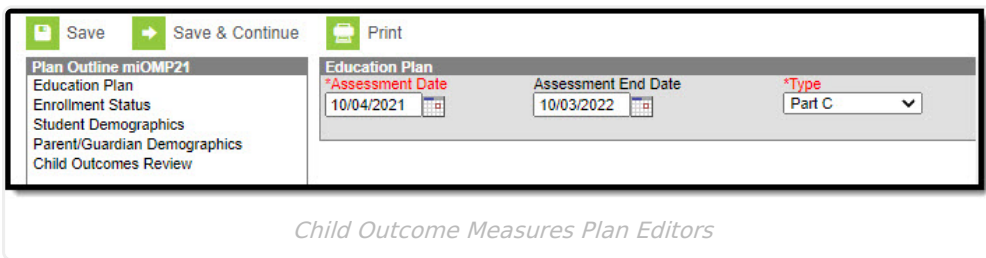 Save Save & Continue Print
Plan Outline miOMP21
Education Plan
Enrollment Status
Student Demographics
Parent/Guardian Demographics
Child Outcomes Review
Education Plan
*Assessment Date Assessment End Date *Type
10/04/2021 10/03/2022 Part C
Child Outcome Measures Plan Editors